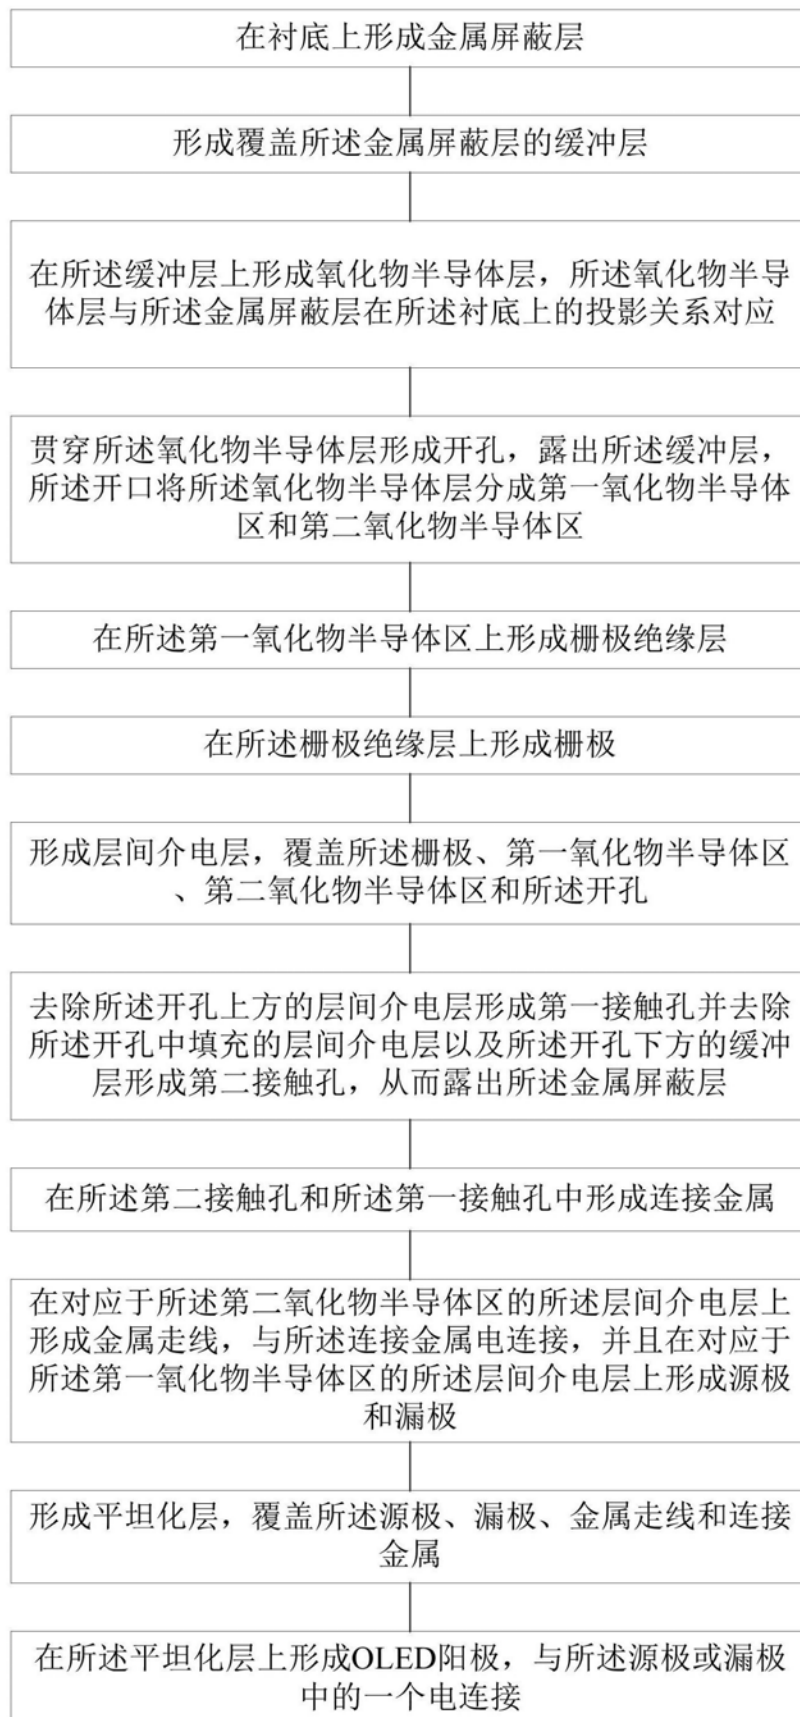 在衬底上形成金属屏蔽层
形成覆盖所述金属屏蔽层的缓冲层
在所述缓冲层上形成氧化物半导体层，所述氧化物半导
体层与所述金属屏蔽层在所述衬底上的投影关系对应
贯穿所述氧化物半导体层形成开孔，露出所述缓冲层，
所述开口将所述氧化物半导体层分成第一氧化物半导体
区和第二氧化物半导体区
在所述第一氧化物半导体区上形成栅极绝缘层
在所述栅极绝缘层上形成栅极
形成层间介电层，覆盖所述栅极、第一氧化物半导体区
、第二氧化物半导体区和所述开孔
去除所述开孔上方的层间介电层形成第一接触孔并去除
所述开孔中填充的层间介电层以及所述开孔下方的缓冲
层形成第二接触孔，从而露出所述金属屏蔽层
在所述第二接触孔和所述第一接触孔中形成连接金属
在对应于所述第二氧化物半导体区的所述层间介电层上
形成金属走线，与所述连接金属电连接，并且在对应于
所述第一氧化物半导体区的所述层间介电层上形成源极
和漏极
形成平坦化层，覆盖所述源极、漏极、金属走线和连接
金属
在所述平坦化层上形成OLED阳极，与所述源极或漏极
中的一个电连接